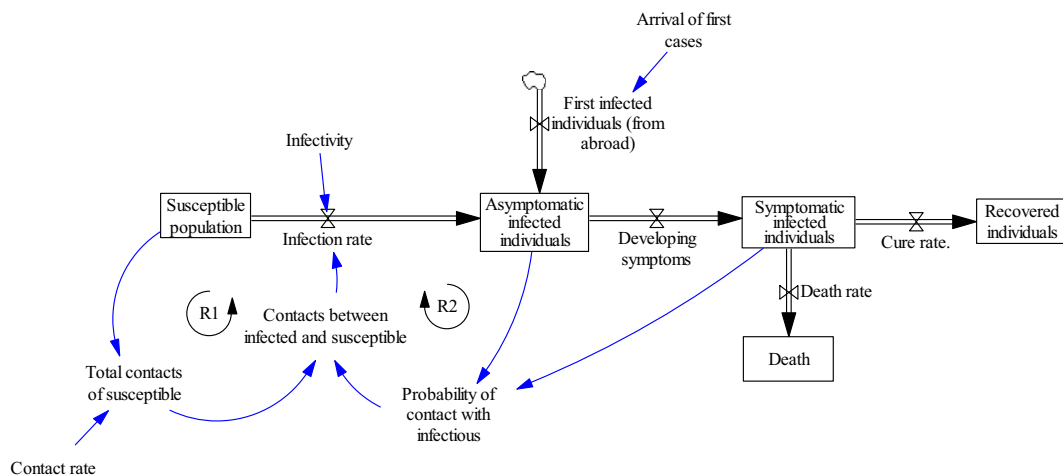 Arrival of first
cases
First infected
individuals (from
abroad)
Infectivity
Susceptible
population
Infection rate
Asymptomatic
infected
individuals
Developing
symptoms
Symptomatic
infected
individuals
Cure rate.
Recovered
individuals
Death rate
Death
R1
R2
Contacts between
infected and susceptible
Total contacts
of susceptible
Probability of
contact with
infectious
Contact rate